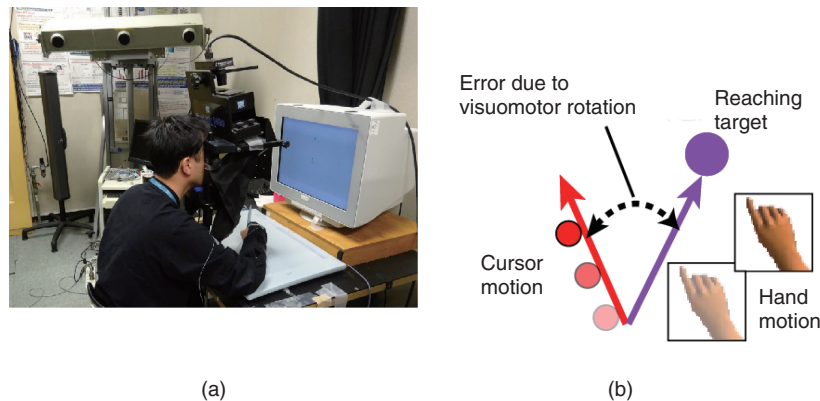 Error due to
visuomotor rotation
Reaching
target
Cursor
motion
Hand
motion
(a)
(b)